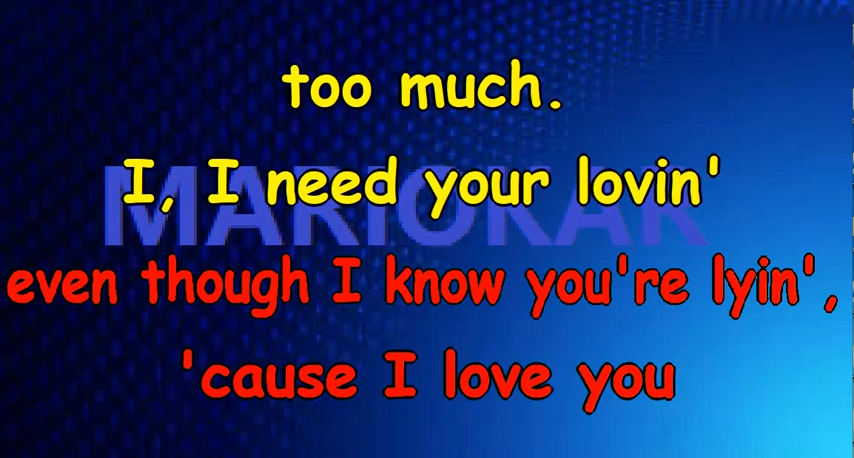 too much.
I, I need your lovin'
MARIOKAR
even though I know you're lyin',
'cause I love you